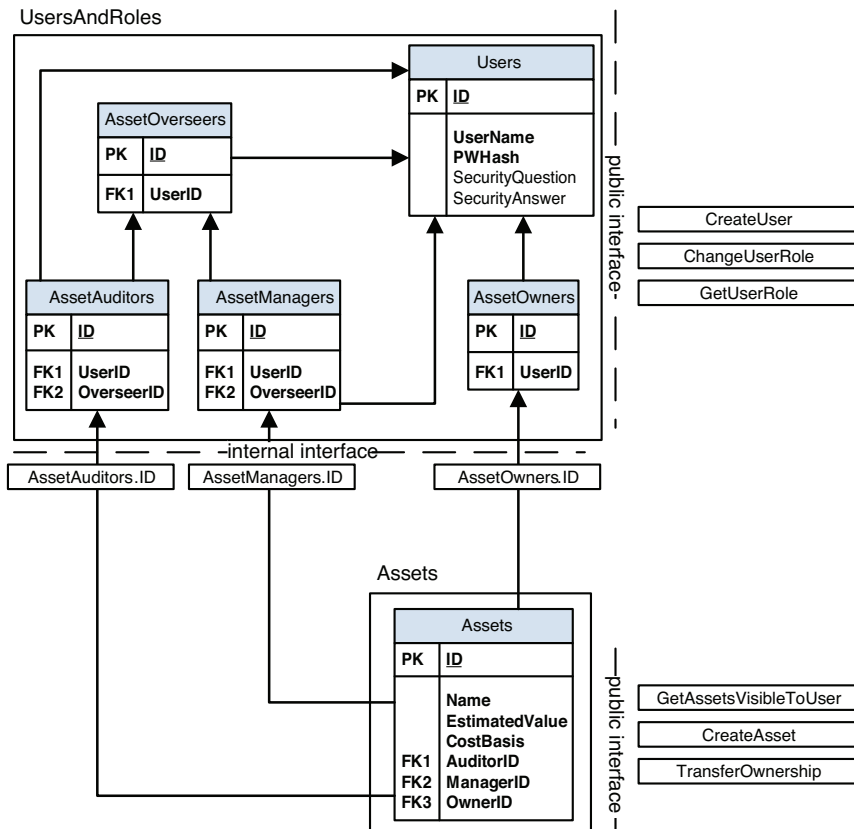 UsersAndRoles
Users
PK ID
UserName
PWHash
SecurityQuestion
SecurityAnswer
AssetOverseers
PK ID
FK1 UserID
AssetAuditors
PK ID
FK1 UserID
FK2 OverseerID
AssetManagers
PK ID
FK1 UserID
FK2 OverseerID
AssetOwners
PK ID
FK1 UserID
public interface
CreateUser
ChangeUserRole
GetUserRole
internal interface
AssetAuditors.ID
AssetManagers.ID
AssetOwners.ID
Assets
Assets
PK ID
Name
EstimatedValue
CostBasis
FK1 AuditorID
FK2 ManagerID
FK3 OwnerID
public interface
GetAssetsVisibleToUser
CreateAsset
TransferOwnership